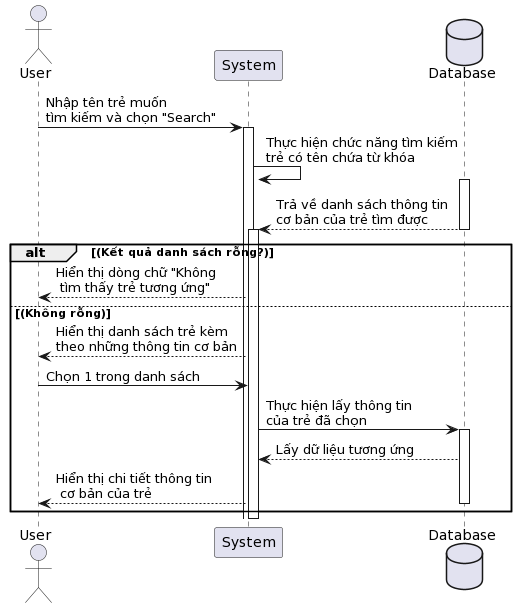 User
System
Database
Nhập tên trẻ muốn
tìm kiếm và chọn "Search"
Thực hiện chức năng tìm kiếm
trẻ có tên chứa từ khóa
Trả về danh sách thông tin
cơ bản của trẻ tìm được
alt
[(Kết quả danh sách rỗng?)]
Hiển thị dòng chữ "Không
tìm thấy trẻ tương ứng"
[(Không rỗng)]
Hiển thị danh sách trẻ kèm
theo những thông tin cơ bản
Chọn 1 trong danh sách
Thực hiện lấy thông tin
của trẻ đã chọn
Lấy dữ liệu tương ứng
Hiển thị chi tiết thông tin
cơ bản của trẻ
User
System
Database